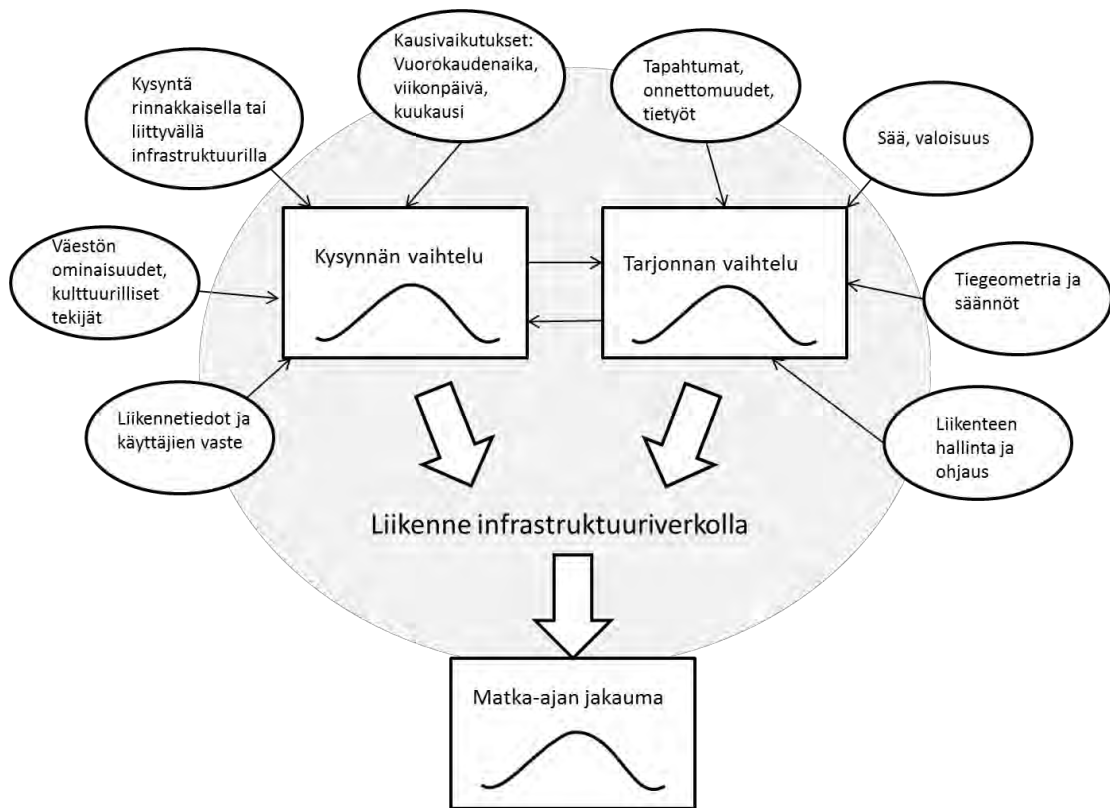 Kysyntä
rinnakkaisella tai
liittyvällä
infrastruktuurilla
Kausivaikutukset:
Vuorokaudenaika,
viikonpäivä,
kuukausi
Tapahtumat,
onnettomuudet,
tietyöt
Sää, valoisuus
Väestön
ominaisuudet,
kulttuurilliset
tekijät
Kysynnän vaihtelu
Tarjonnan vaihtelu
Tiegeometria ja
säännöt
Liikennetiedot ja
käyttäjien vaste
Liikenteen
hallinta ja
ohjaus
Liikenne infrastruktuuriverkolla
Matka-ajan jakauma